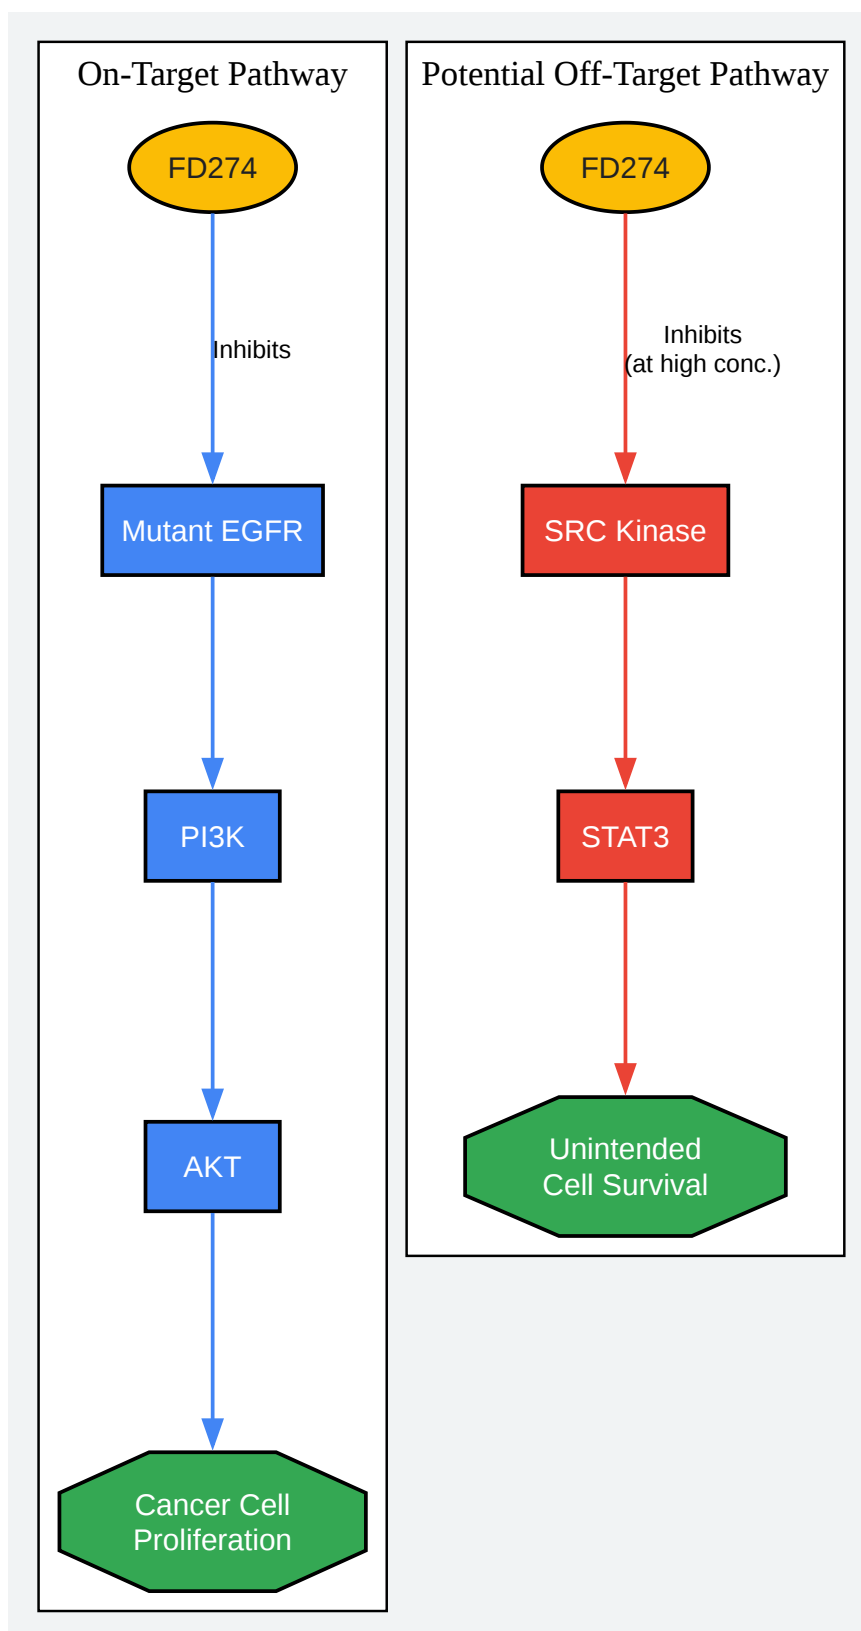 On-Target Pathway
FD274
Inhibits
Mutant EGFR
PI3K
AKT
Cancer Cell
Proliferation
Potential Off-Target Pathway
FD274
Inhibits
(at high conc.)
SRC Kinase
STAT3
Unintended
Cell Survival